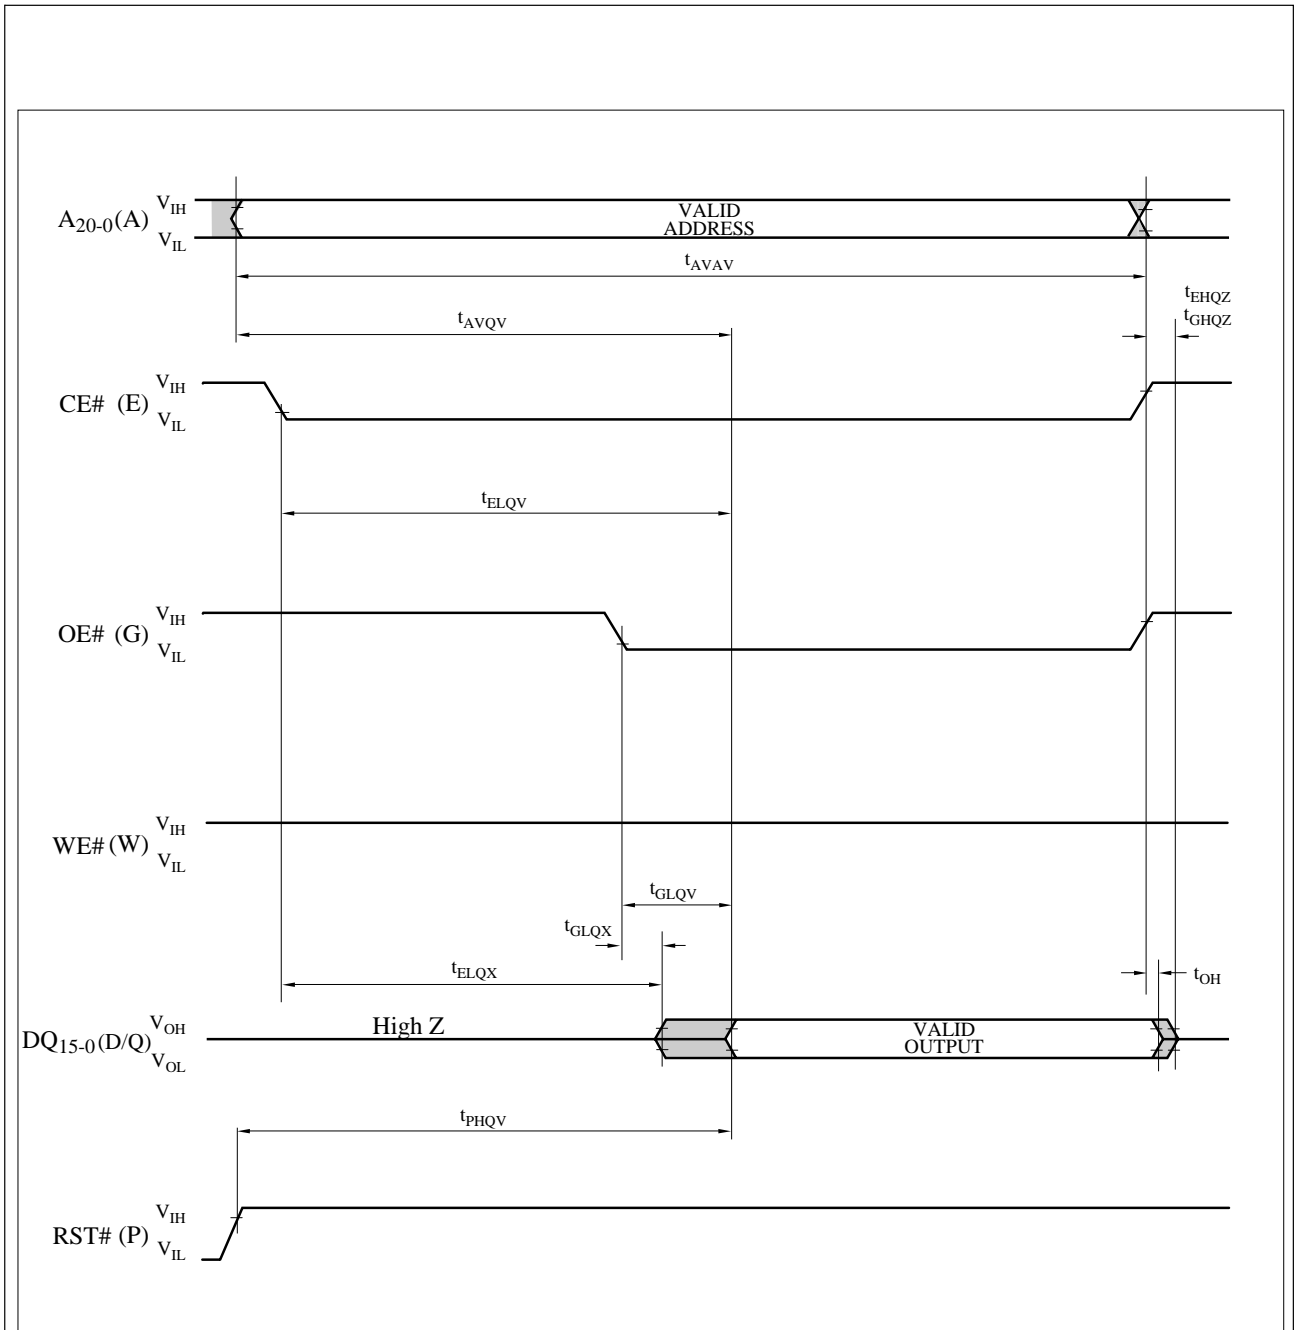 A20-0(A) VIH
VIL
VALID
ADDRESS
tAVAV
tEHQZ
tGHQZ
tAVQV
CE# (E) VIH
VIL
tELQV
OE# (G) VIH
VIL
WE# (W) VIH
VIL
tGLQV
tGLQX
tELQX
tOH
DQ15-0(D/Q) VOH
VOL
High Z
VALID
OUTPUT
tPHQV
RST# (P) VIH
VIL